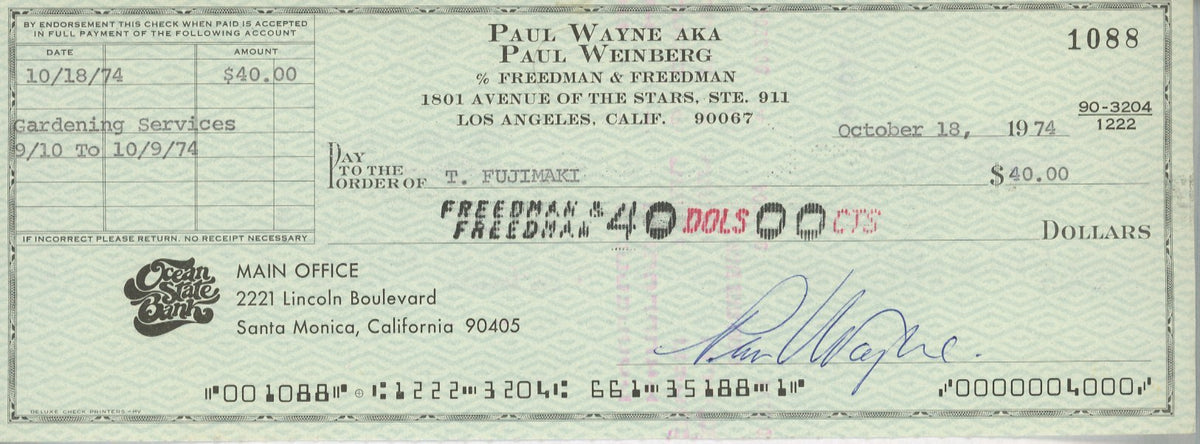 BY ENDORSEMENT THIS CHECK WHEN PAID IS ACCEPTED
IN FULL PAYMENT OF THE FOLLOWING ACCOUNT
DATE AMOUNT
10/18/74 $40.00
Gardening Services
9/10 To 10/9/74
IF INCORRECT PLEASE RETURN. NO RECEIPT NECESSARY
PAUL WAYNE AKA
PAUL WEINBERG
% FREEDMAN & FREEDMAN
1801 AVENUE OF THE STARS, STE. 911
LOS ANGELES, CALIF. 90067
1088
90-3204
1222
October 18, 1974
PAY
TO THE
ORDER OF T. FUJIMAKI $40.00
FREEDMAN &
FREEDMAN 40 DOLS 00 CTS DOLLARS
Ocean
State
Bank
MAIN OFFICE
2221 Lincoln Boulevard
Santa Monica, California 90405
Paul Wayne.
⑈001088⑈ ⑆1222⑉3204⑆ 661⑉35188⑉1⑈ ⑇0000004000⑇
DELUXE CHECK PRINTERS - HV